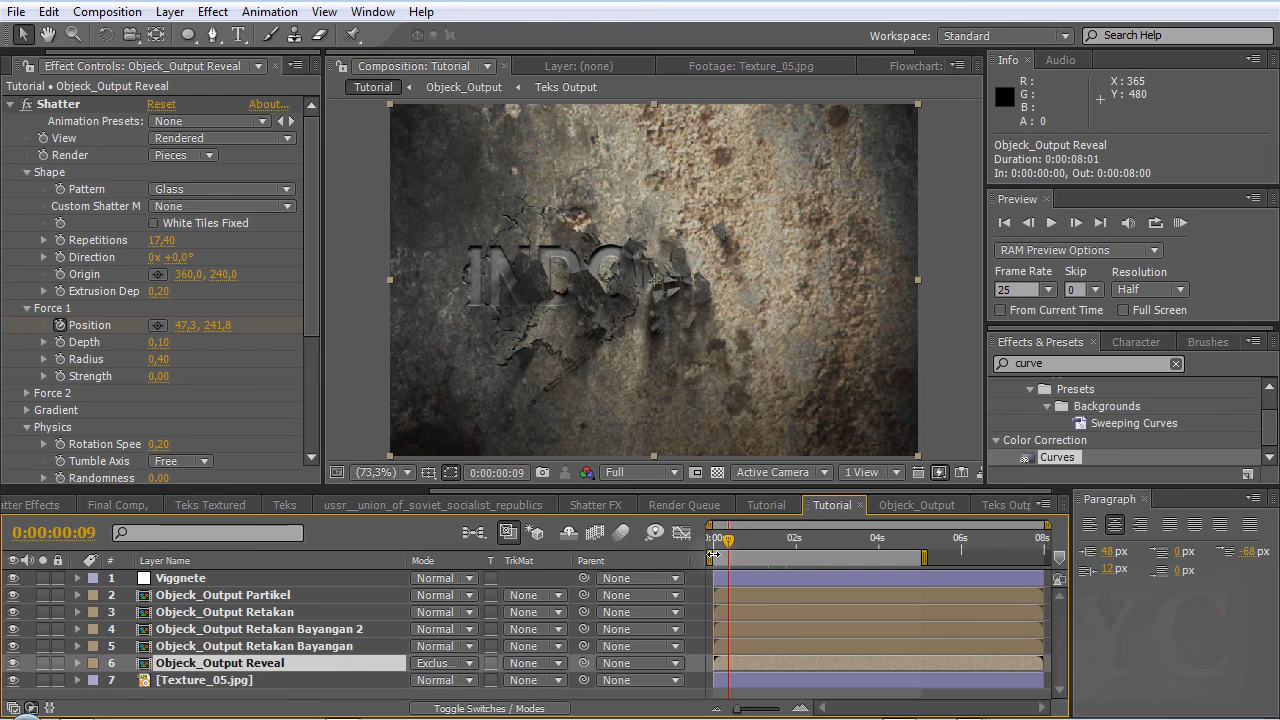 File Edit Composition Layer Effect Animation View Window Help
Workspace: Standard Search Help
Effect Controls: Objeck_Output Reveal
Composition: Tutorial Layer: (none) Footage: Texture_05.jpg Flowchart:
Info Audio
Tutorial • Objeck_Output Reveal
Tutorial Objeck_Output Teks Output
R: X: 365
G: Y: 480
B:
A: 0
fx Shatter Reset About...
Animation Presets: None
View Rendered
Render Pieces
Shape
Pattern Glass
Custom Shatter M None
White Tiles Fixed
Repetitions 17,40
Direction 0x +0,0°
Origin 360,0, 240,0
Extrusion Dep 0,20
Force 1
Position 47,3, 241,8
Depth 0,10
Radius 0,40
Strength 0,00
Force 2
Gradient
Physics
Rotation Spee 0,20
Tumble Axis Free
Randomness 0,00
Objeck_Output Reveal
Duration: 0:00:08:01
In: 0:00:00:00, Out: 0:00:08:00
Preview
RAM Preview Options
Frame Rate Skip Resolution
25 0 Half
From Current Time Full Screen
Effects & Presets Character Brushes
curve
Presets
Backgrounds
Sweeping Curves
Color Correction
Curves
(73,3%) 0:00:00:09 Full Active Camera 1 View
atter Effects Final Comp, Teks Textured Teks ussr__union_of_soviet_socialist_republics Shatter FX Render Queue Tutorial Tutorial Objeck_Output Teks Outp
Paragraph
0:00:00:09
0:00 02s 04s 06s 08s
# Layer Name Mode T TrkMat Parent
1 Viggnete Normal None
2 Objeck_Output Partikel Normal None None
3 Objeck_Output Retakan Normal None None
4 Objeck_Output Retakan Bayangan 2 Normal None None
5 Objeck_Output Retakan Bayangan Normal None None
6 Objeck_Output Reveal Exclus... None None
7 [Texture_05.jpg] Normal None None
Toggle Switches / Modes
48 px 0 px -68 px
12 px 0 px
YC